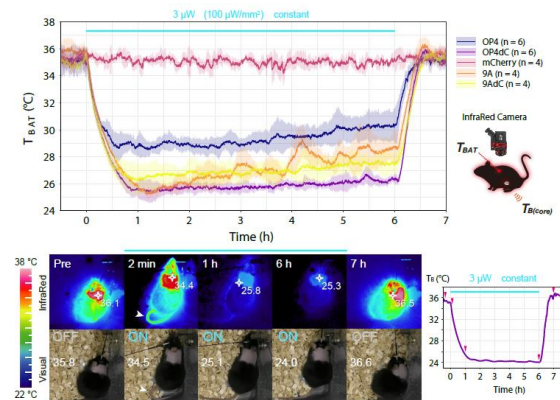 3 µW (100 µW/mm²) constant
38
36
34
32
30
28
26
24
T BAT (°C)
0
1
2
3
4
5
6
7
Time (h)
OP4 (n = 6)
OP4dC (n = 6)
mCherry (n = 4)
9A (n = 4)
9AdC (n = 4)
InfraRed Camera
TBAT
TB(core)
38 °C
22 °C
InfraRed
Visual
Pre
2 min
1 h
6 h
7 h
36.1
34.4
25.8
25.3
36.5
OFF
ON
ON
ON
OFF
35.8
34.5
25.1
24.0
36.6
TB (°C)
3 µW constant
36
32
28
24
0
1
2
3
4
5
6
7
Time (h)